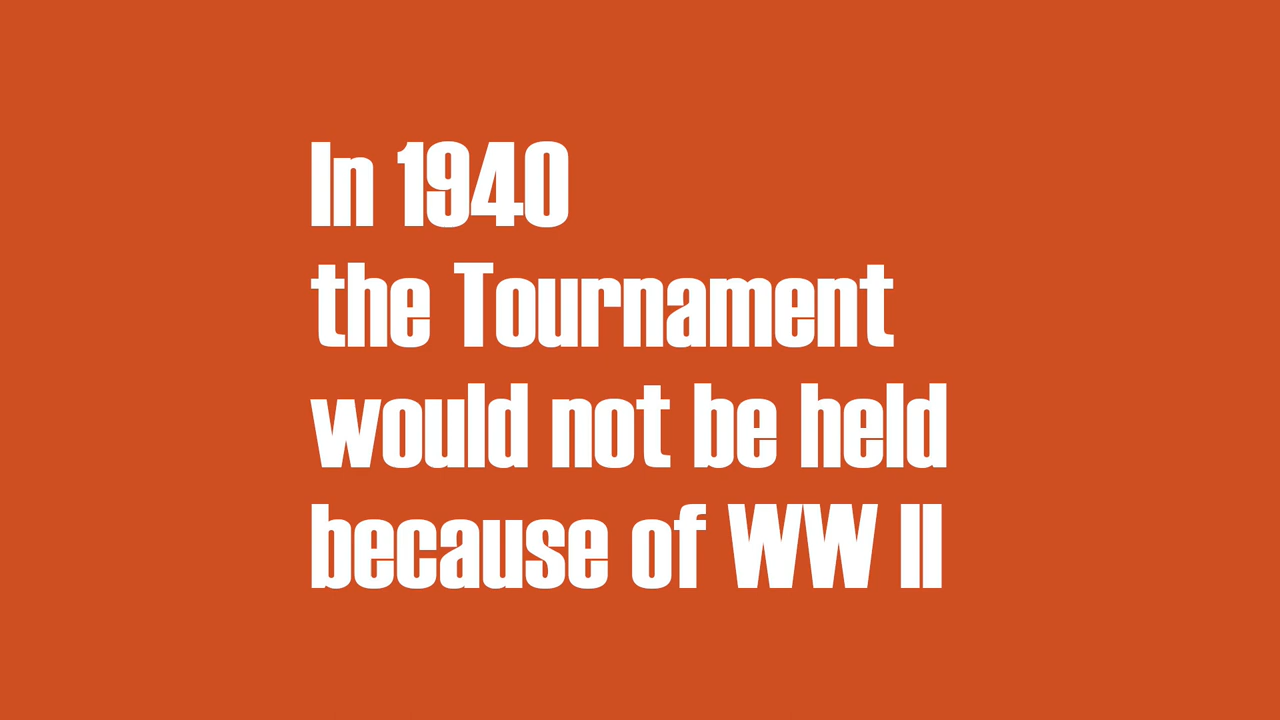 In 1940
the Tournament
would not be held
because of WW II